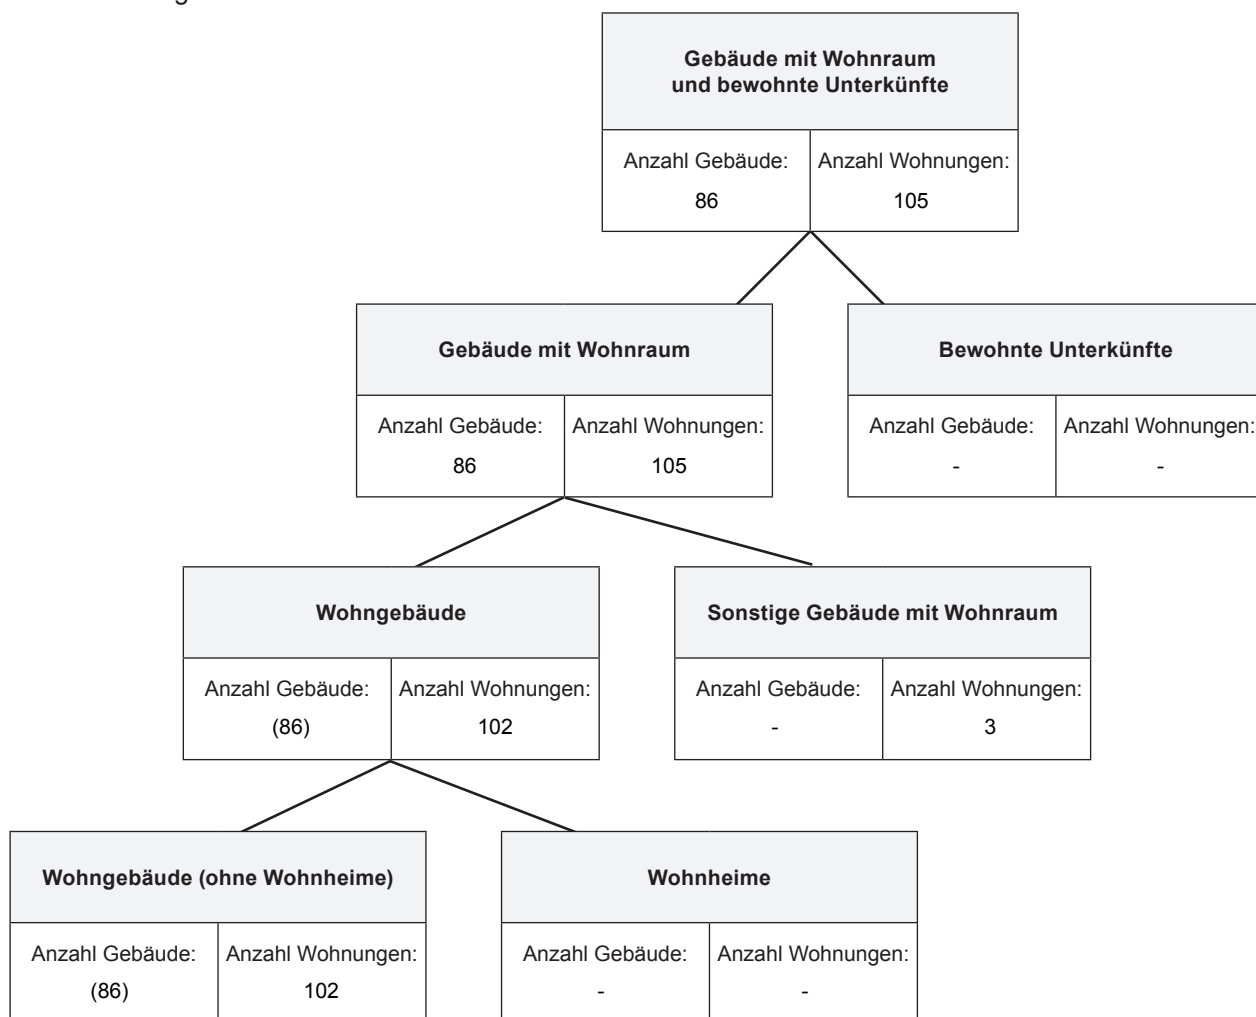 Gebäude mit Wohnraum
und bewohnte Unterkünfte
Anzahl Gebäude: Anzahl Wohnungen:
86 105
Gebäude mit Wohnraum
Bewohnte Unterkünfte
Anzahl Gebäude: Anzahl Wohnungen:
86 105
Anzahl Gebäude: Anzahl Wohnungen:
- -
Wohngebäude
Sonstige Gebäude mit Wohnraum
Anzahl Gebäude: Anzahl Wohnungen:
(86) 102
Anzahl Gebäude: Anzahl Wohnungen:
- 3
Wohngebäude (ohne Wohnheime)
Wohnheime
Anzahl Gebäude: Anzahl Wohnungen:
(86) 102
Anzahl Gebäude: Anzahl Wohnungen:
- -